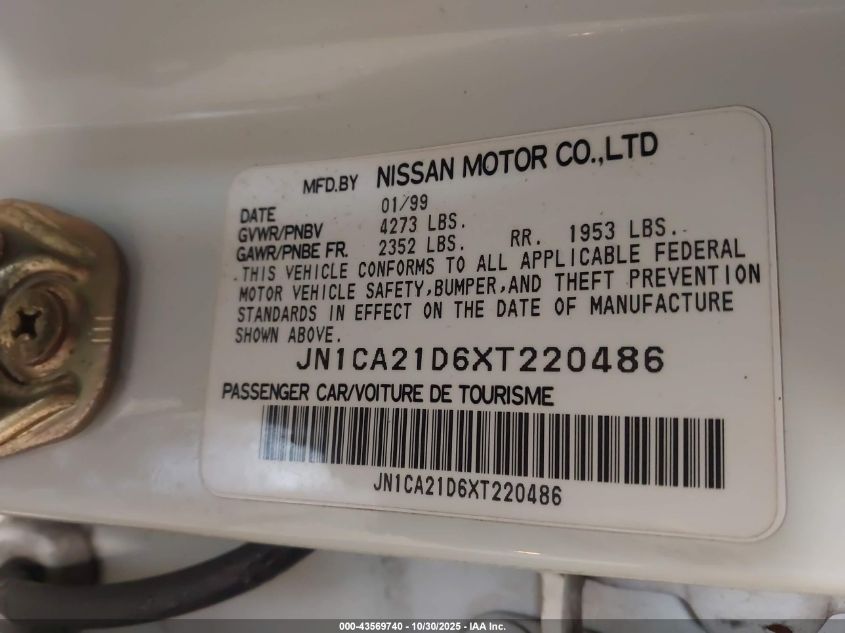 MFD.BY NISSAN MOTOR CO.,LTD
DATE 01/99
GVWR/PNBV 4273 LBS.
GAWR/PNBE FR. 2352 LBS. RR. 1953 LBS.
THIS VEHICLE CONFORMS TO ALL APPLICABLE FEDERAL
MOTOR VEHICLE SAFETY,BUMPER,AND THEFT PREVENTION
STANDARDS IN EFFECT ON THE DATE OF MANUFACTURE
SHOWN ABOVE.
JN1CA21D6XT220486
PASSENGER CAR/VOITURE DE TOURISME
JN1CA21D6XT220486
000-43569740 - 10/30/2025 - IAA Inc.